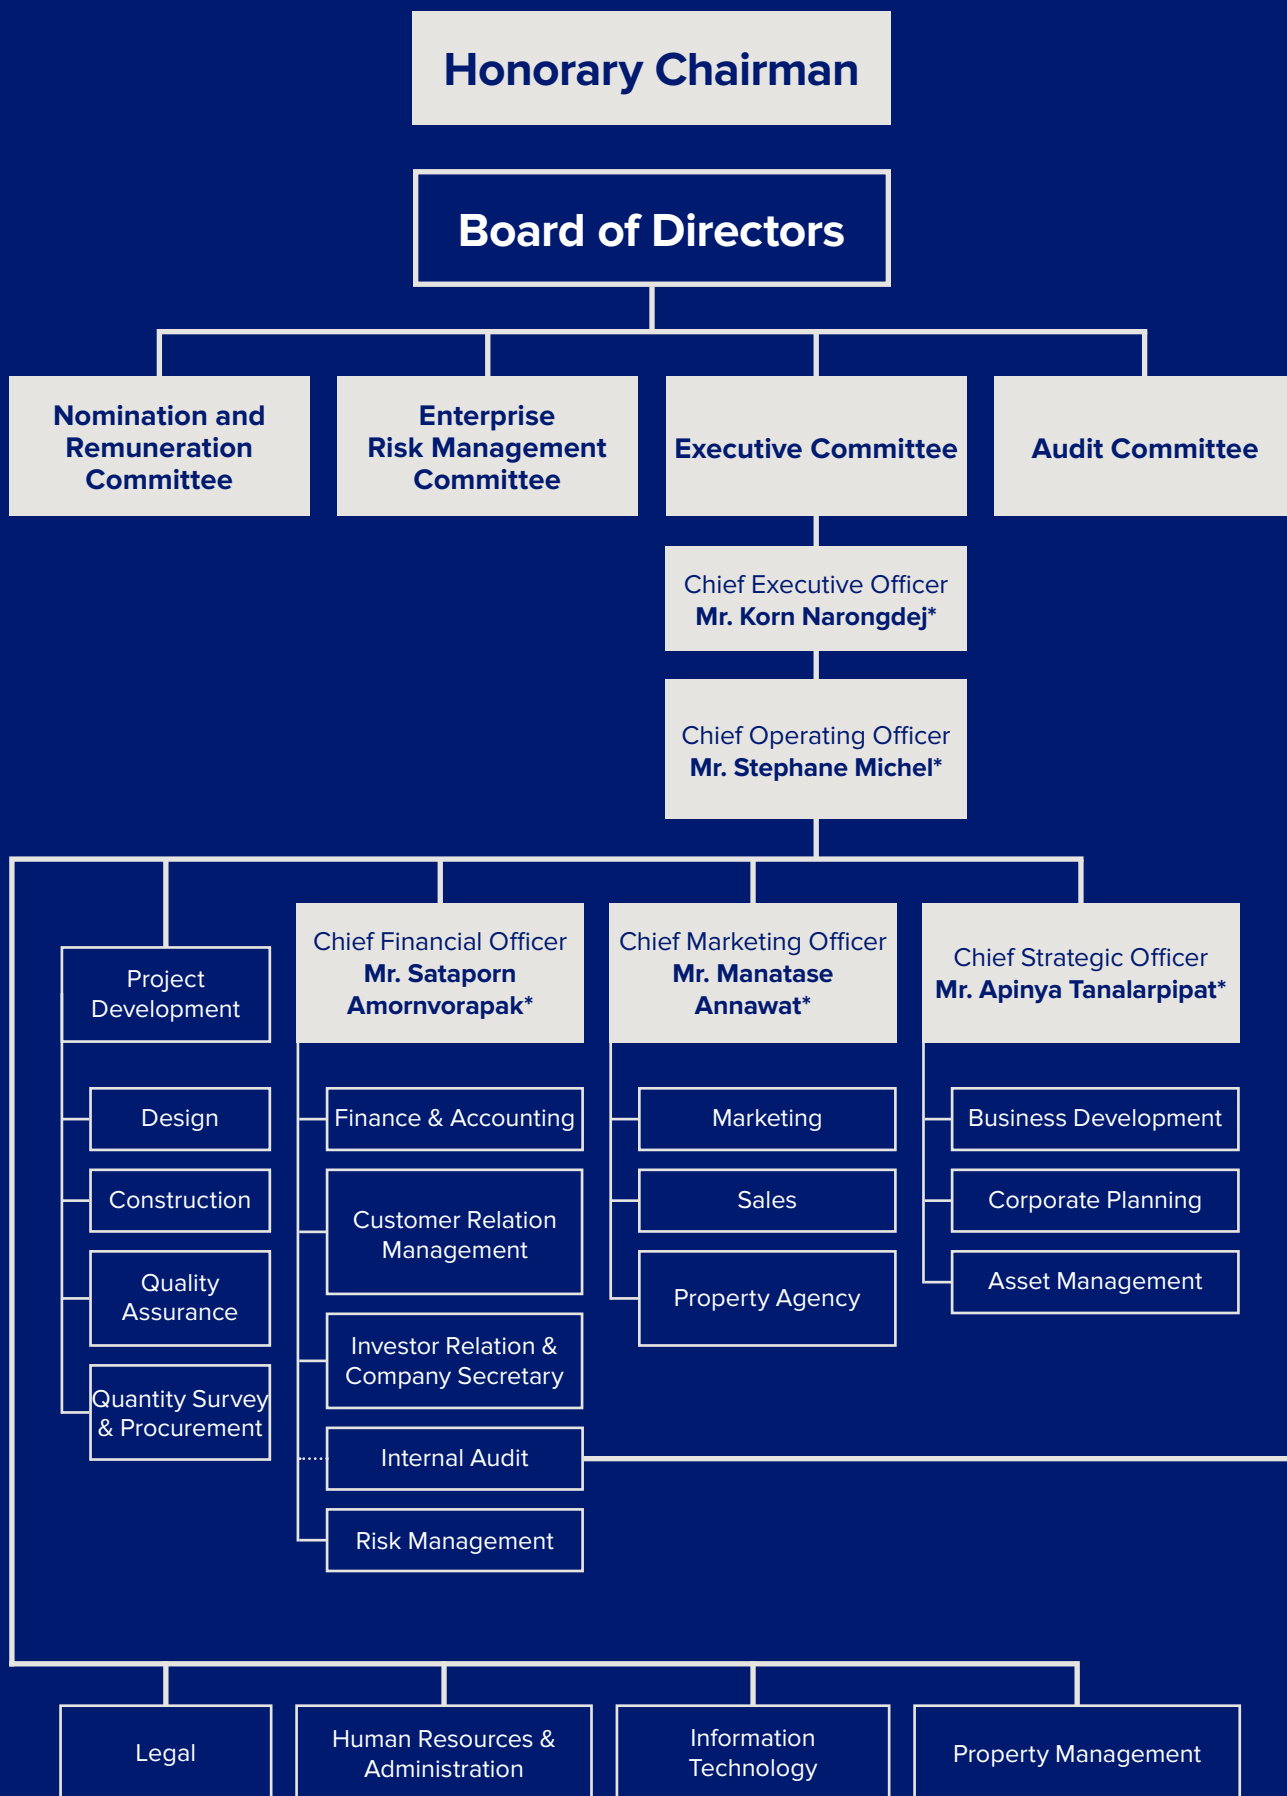 Honorary Chairman
Board of Directors
Nomination and
Remuneration
Committee
Enterprise
Risk Management
Committee
Executive Committee
Audit Committee
Chief Executive Officer
Mr. Korn Narongdej*
Chief Operating Officer
Mr. Stephane Michel*
Project
Development
Chief Financial Officer
Mr. Sataporn
Amornvorapak*
Chief Marketing Officer
Mr. Manatase
Annawat*
Chief Strategic Officer
Mr. Apinya Tanalarpipat*
Design
Construction
Quality
Assurance
Quantity Survey
& Procurement
Finance & Accounting
Customer Relation
Management
Investor Relation &
Company Secretary
Internal Audit
Risk Management
Marketing
Sales
Property Agency
Business Development
Corporate Planning
Asset Management
Legal
Human Resources &
Administration
Information
Technology
Property Management